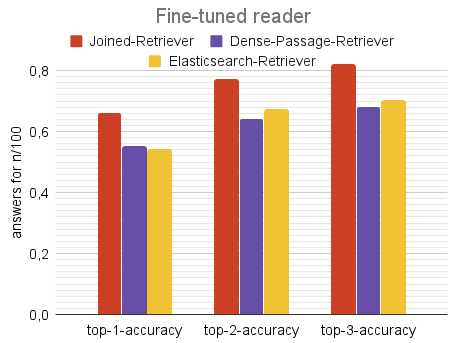 Fine-tuned reader
Joined-Retriever Dense-Passage-Retriever
Elasticsearch-Retriever
answers for n/100
0,8
0,6
0,4
0,2
0,0
top-1-accuracy top-2-accuracy top-3-accuracy